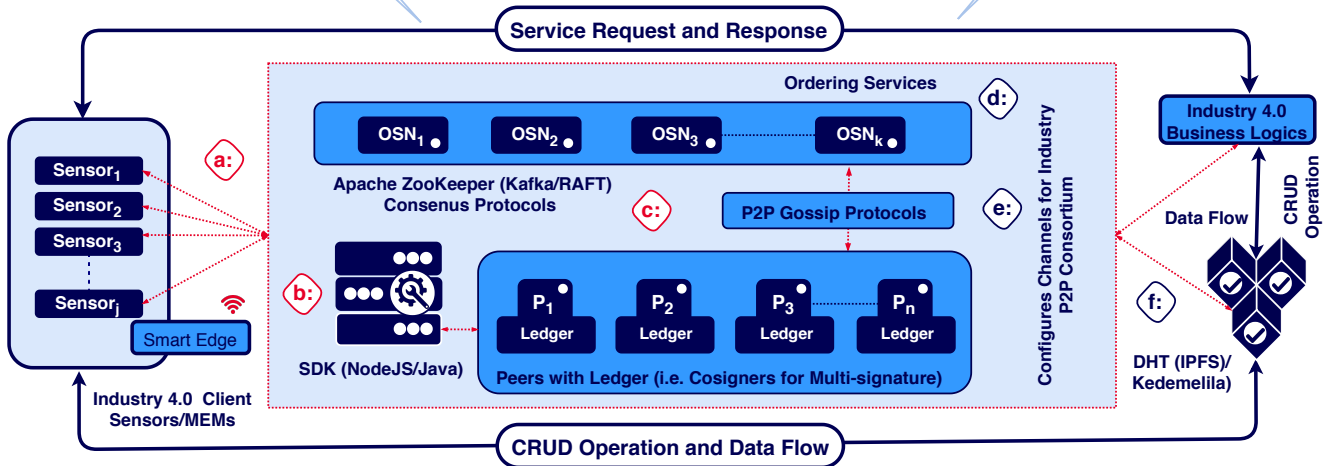 Service Request and Response
Ordering Services
d:
OSN1
OSN2
OSN3
OSNk
Industry 4.0
Business Logics
a:
Sensor1
Sensor2
Sensor3
Sensorj
Smart Edge
Apache ZooKeeper (Kafka/RAFT)
Consenus Protocols
c:
P2P Gossip Protocols
e:
Configures Channels for Industry
P2P Consortium
Data Flow
CRUD
Operation
b:
P1
Ledger
P2
Ledger
P3
Ledger
Pn
Ledger
f:
SDK (NodeJS/Java)
Peers with Ledger (i.e. Cosigners for Multi-signature)
DHT (IPFS)/
Kedemelila)
Industry 4.0 Client
Sensors/MEMs
CRUD Operation and Data Flow